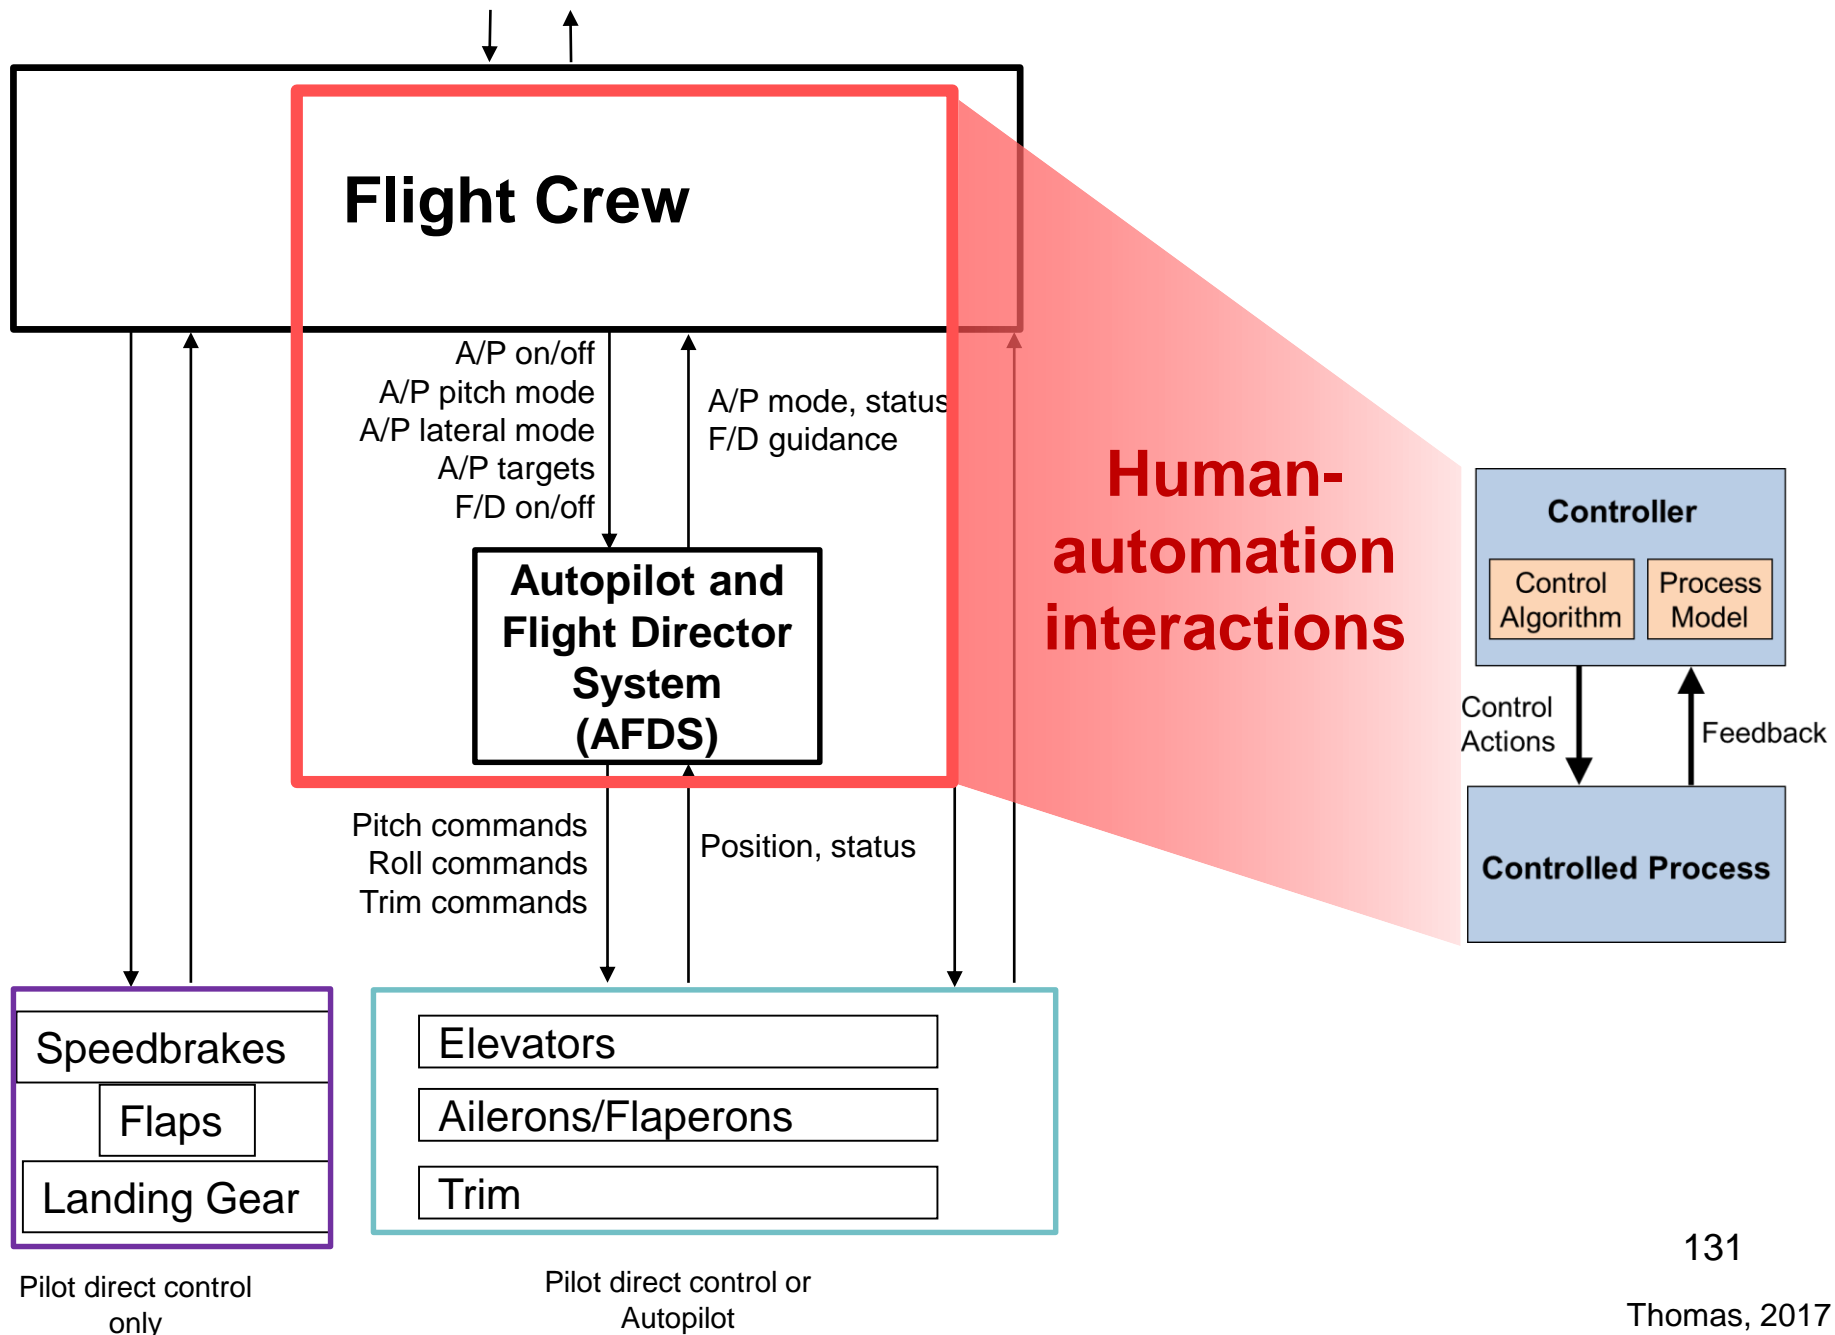 Flight Crew
A/P on/off
A/P pitch mode
A/P lateral mode
A/P targets
F/D on/off
A/P mode, status
F/D guidance
Autopilot and
Flight Director
System
(AFDS)
Human-
automation
interactions
Controller
Control
Algorithm
Process
Model
Control
Actions
Feedback
Controlled Process
Pitch commands
Roll commands
Trim commands
Position, status
Speedbrakes
Flaps
Landing Gear
Elevators
Ailerons/Flaperons
Trim
Pilot direct control
only
Pilot direct control or
Autopilot
131
Thomas, 2017